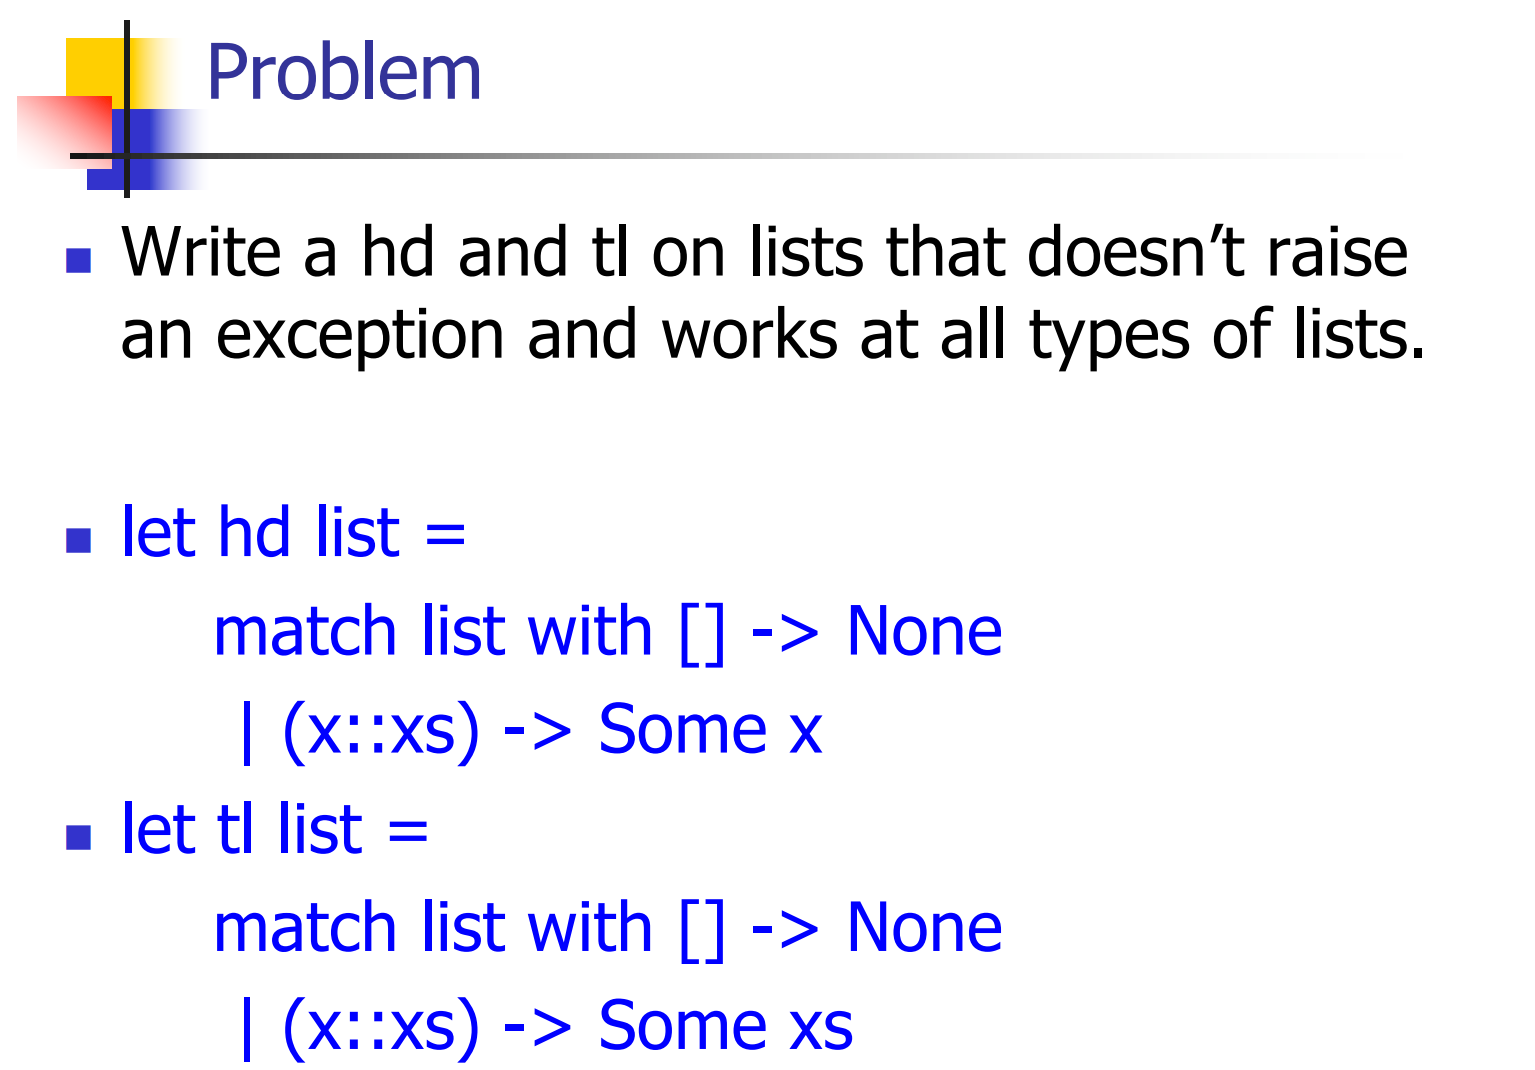 Problem
Write a hd and tl on lists that doesn’t raise
an exception and works at all types of lists.
let hd list =
match list with [] -> None
| (x::xs) -> Some x
let tl list =
match list with [] -> None
| (x::xs) -> Some xs